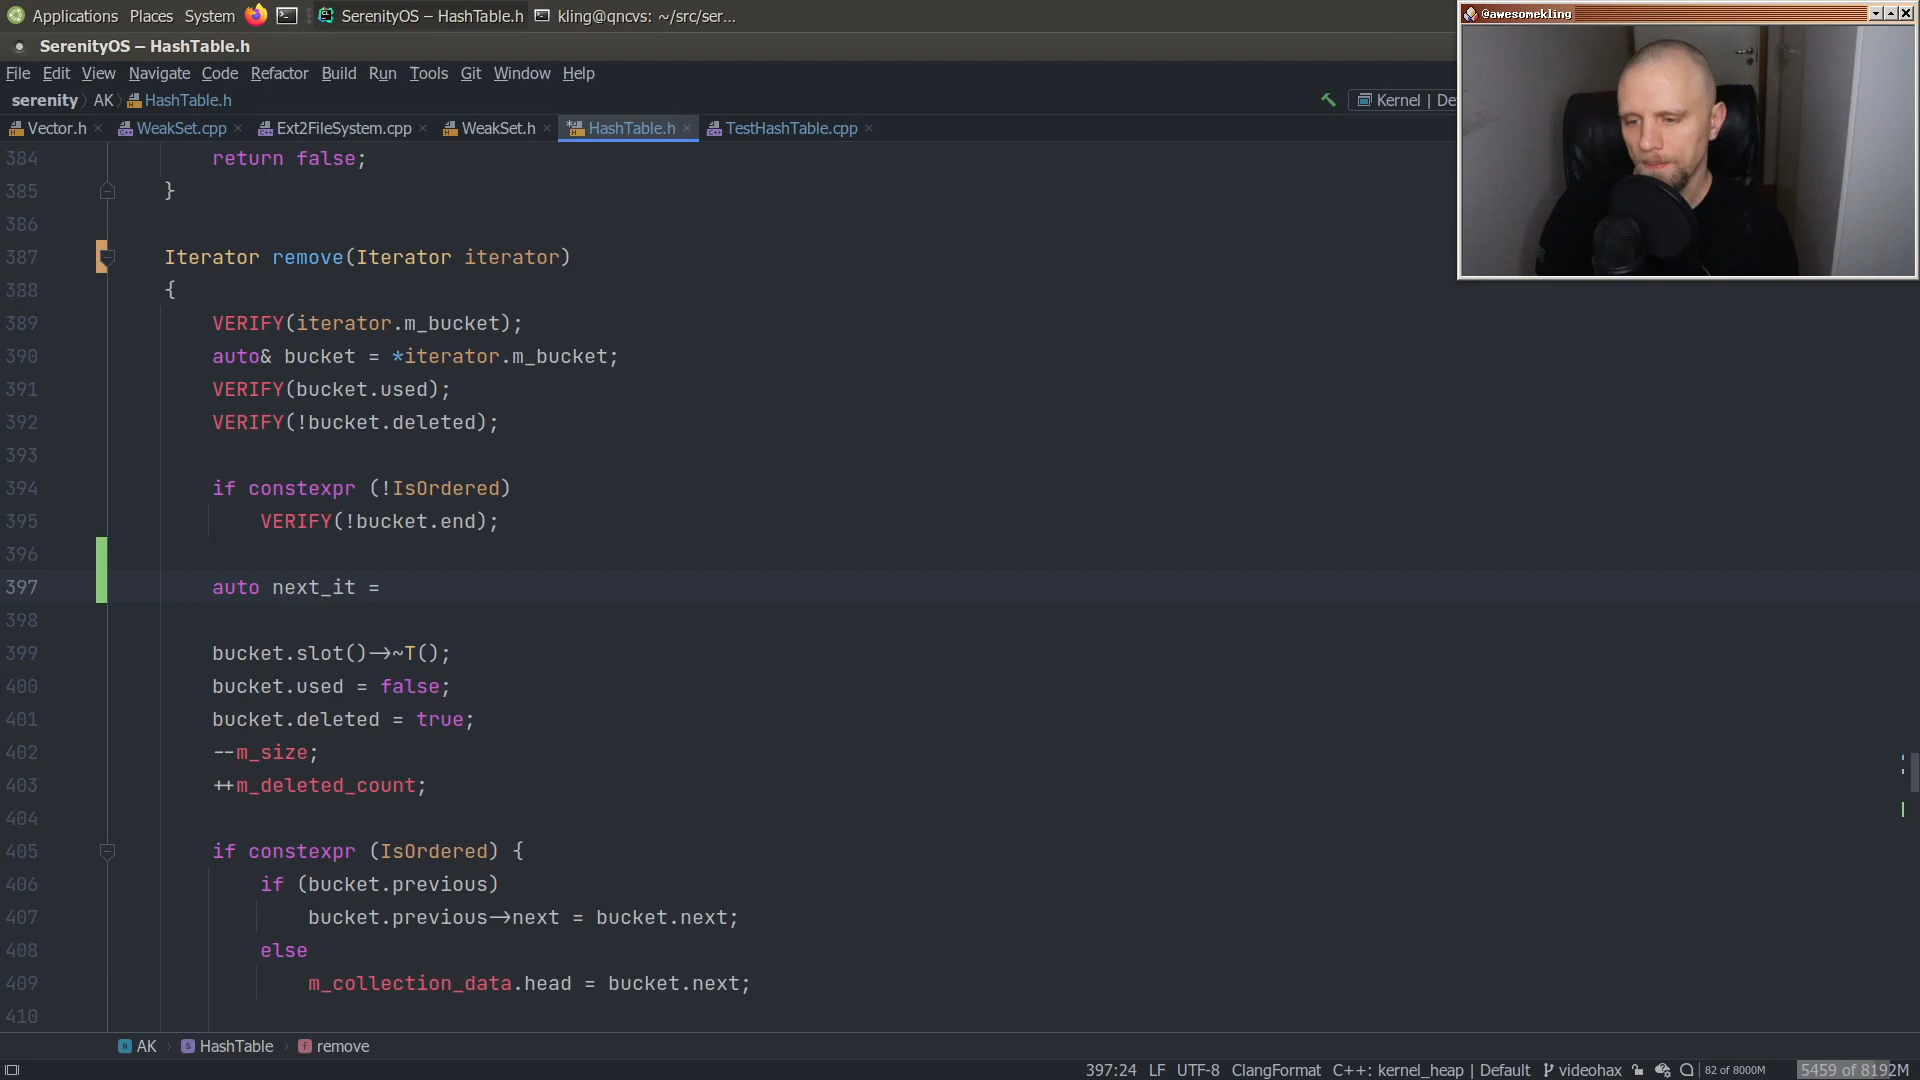 Applications Places System SerenityOS – HashTable.h kling@qncvs: ~/src/ser...
@awesomekling
SerenityOS – HashTable.h
File Edit View Navigate Code Refactor Build Run Tools Git Window Help
serenity AK HashTable.h Kernel | De
Vector.h WeakSet.cpp Ext2FileSystem.cpp WeakSet.h HashTable.h TestHashTable.cpp
384 return false;
385 }
386
387 Iterator remove(Iterator iterator)
388 {
389 VERIFY(iterator.m_bucket);
390 auto& bucket = *iterator.m_bucket;
391 VERIFY(bucket.used);
392 VERIFY(!bucket.deleted);
393
394 if constexpr (!IsOrdered)
395 VERIFY(!bucket.end);
396
397 auto next_it =
398
399 bucket.slot()->~T();
400 bucket.used = false;
401 bucket.deleted = true;
402 --m_size;
403 ++m_deleted_count;
404
405 if constexpr (IsOrdered) {
406 if (bucket.previous)
407 bucket.previous->next = bucket.next;
408 else
409 m_collection_data.head = bucket.next;
410
AK HashTable remove
397:24 LF UTF-8 ClangFormat C++: kernel_heap | Default videohax 82 of 8000M 5459 of 8192M